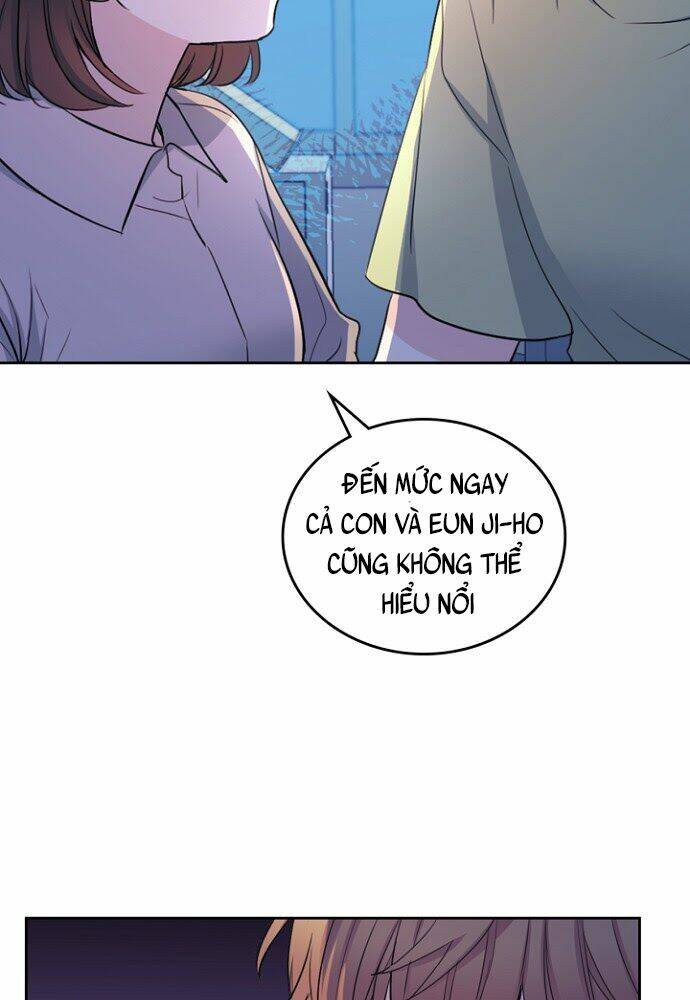 ĐẾN MỨC NGAY
CẢ CON VÀ EUN JI-HO
CŨNG KHÔNG THỂ
HIỂU NỔI